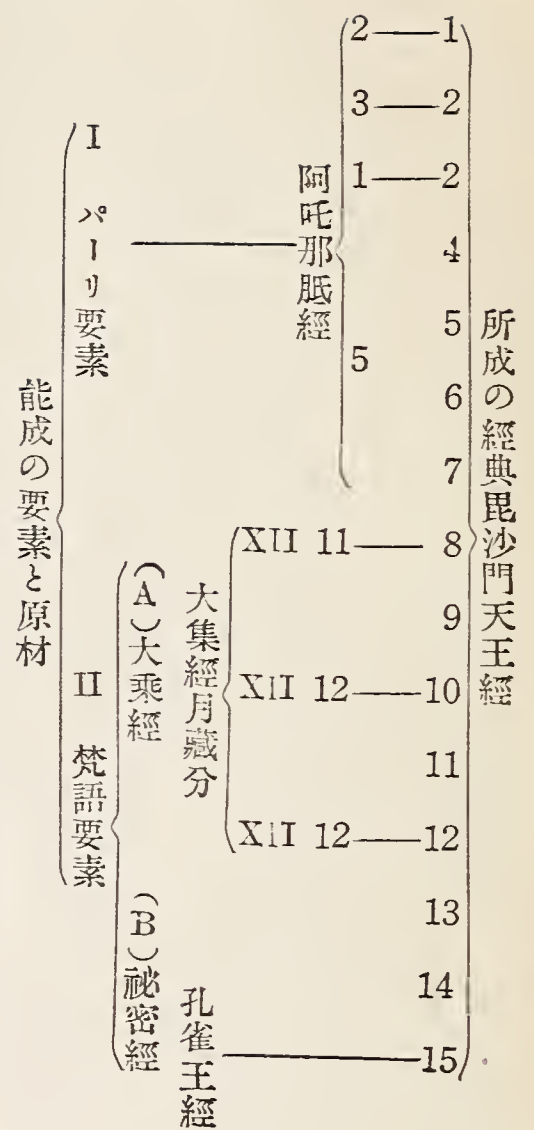 所成の經典毘沙門天王經
2——1
3——2
1——2
4
5
5
6
7
XII 11——8
9
XII 12——10
11
XII 12——12
13
14
——15
阿吒那胝經
大集經月藏分
孔雀王經
(A)大乘經
(B)祕密經
I パーリ要素
II 梵語要素
能成の要素と原材